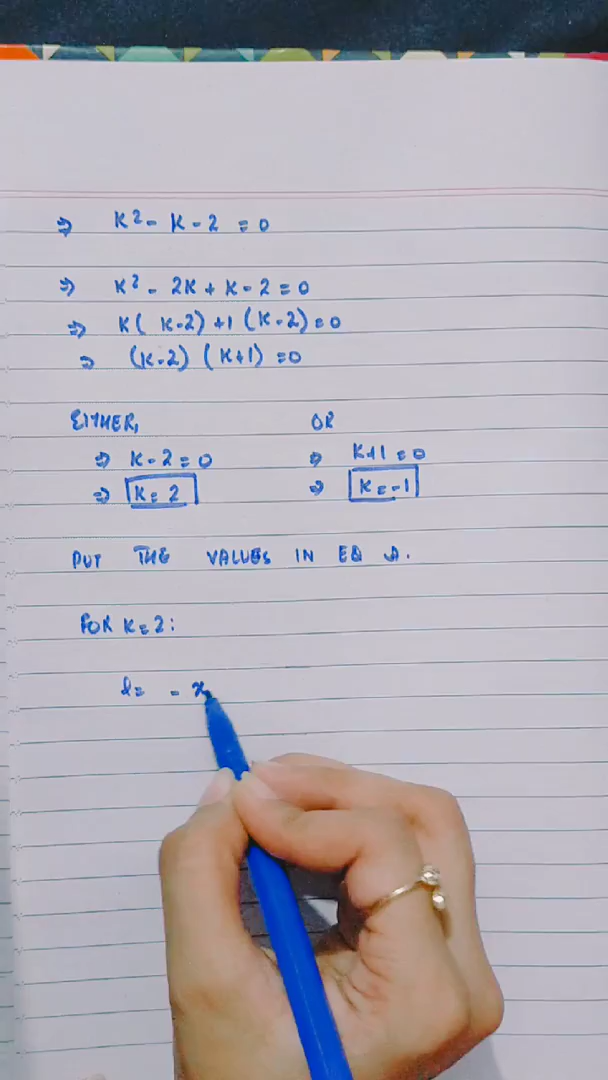 ⇒ K² - K - 2 = 0
⇒ K² - 2K + K - 2 = 0
⇒ K( K-2) +1 (K-2) = 0
⇒ (K-2) (K+1) = 0
EITHER, OR
⇒ K-2 = 0 ⇒ K+1 = 0
⇒ K = 2 ⇒ K = -1
PUT THE VALUES IN EQ
FOR K = 2:
= - x